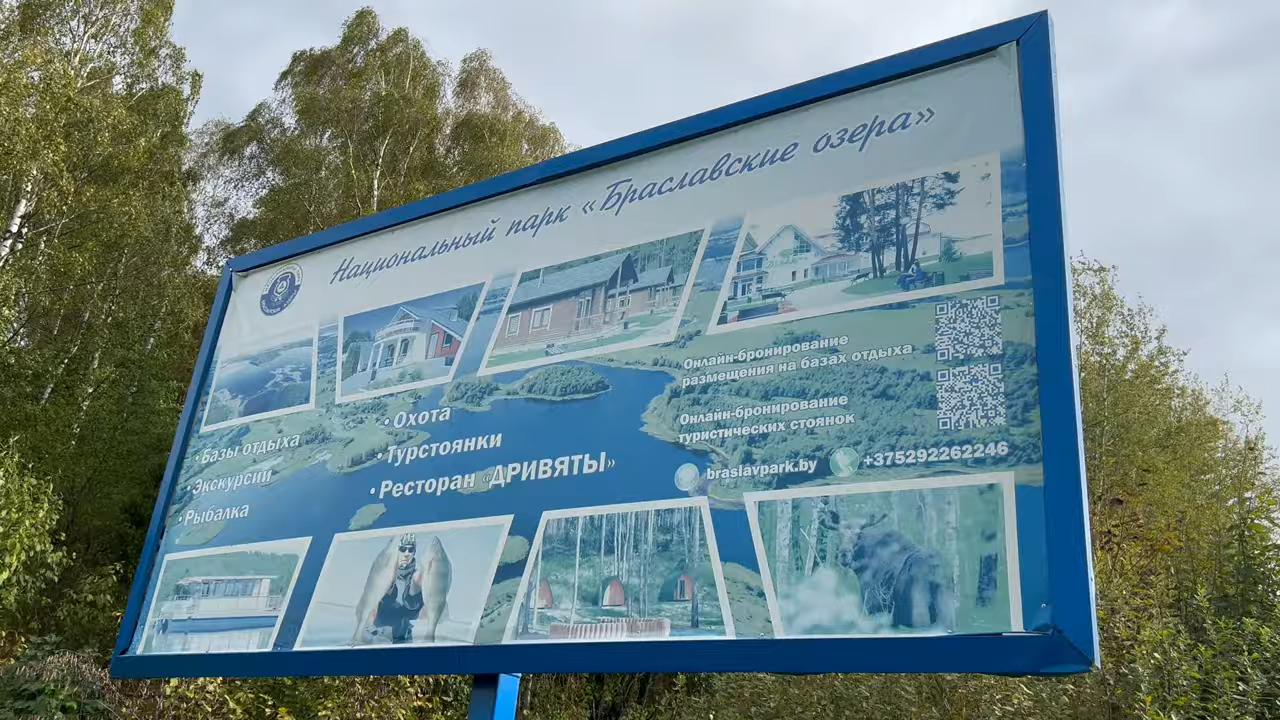 Национальный парк «Браславские озера»
• Базы отдыха
• Экскурсии
• Рыбалка
• Охота
• Турстоянки
• Ресторан «ДРИВЯТЫ»
Онлайн-бронирование
размещения на базах отдыха
Онлайн-бронирование
туристических стоянок
braslavpark.by
+375292262246